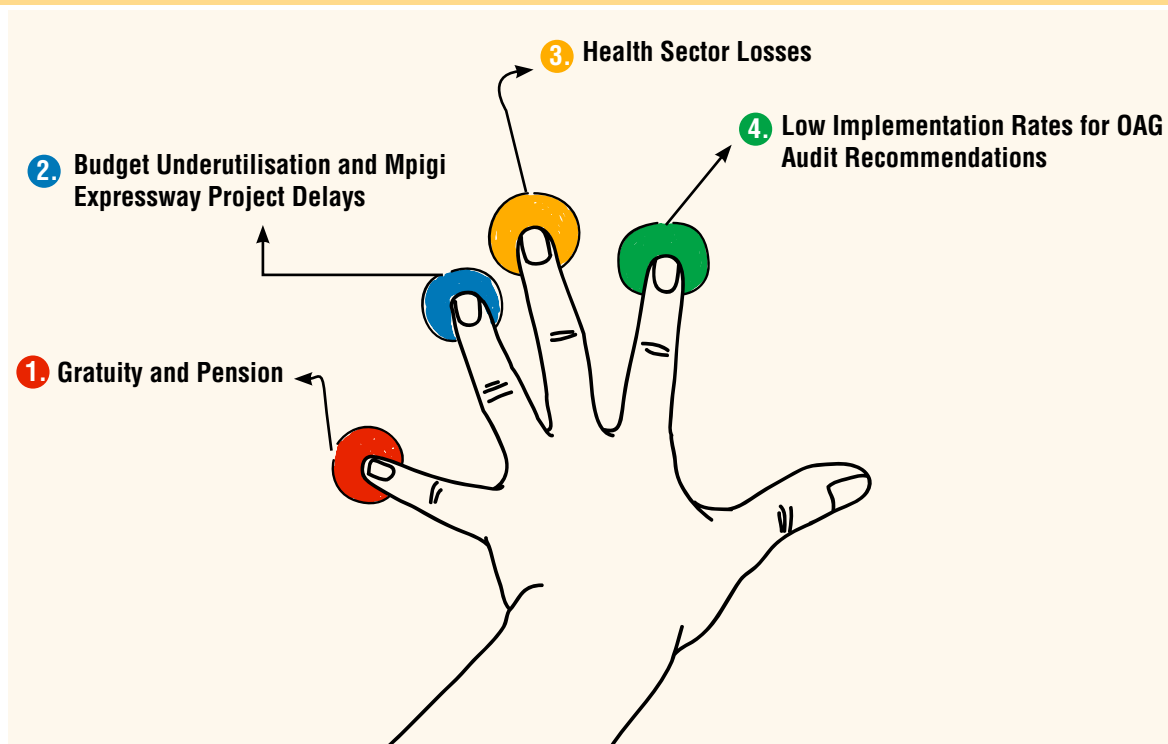 1. Gratuity and Pension
2. Budget Underutilisation and Mpigi
Expressway Project Delays
3. Health Sector Losses
4. Low Implementation Rates for OAG
Audit Recommendations